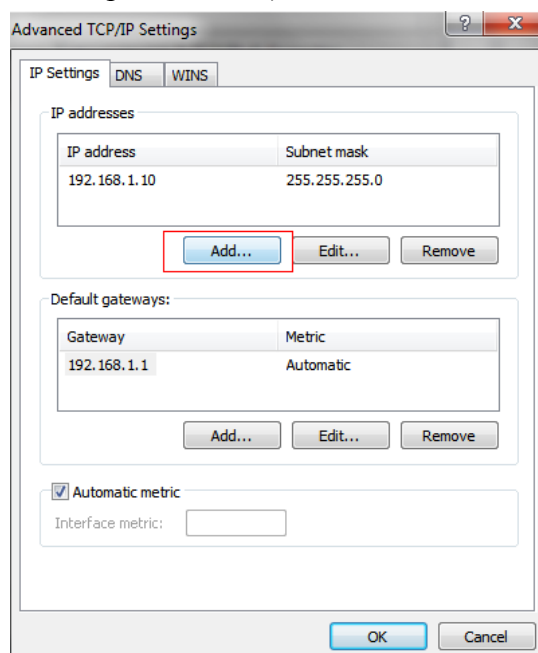 Advanced TCP/IP Settings
IP Settings DNS WINS
IP addresses
IP address Subnet mask
192.168.1.10 255.255.255.0
Add... Edit... Remove
Default gateways:
Gateway Metric
192.168.1.1 Automatic
Add... Edit... Remove
Automatic metric
Interface metric:
OK Cancel